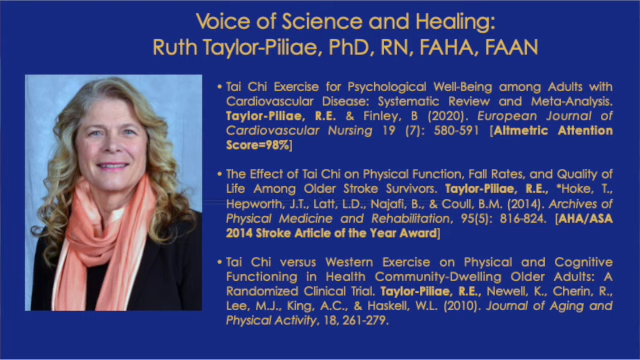 Voice of Science and Healing:
Ruth Taylor-Piliae, PhD, RN, FAHA, FAAN
• Tai Chi Exercise for Psychological Well-Being among Adults with
Cardiovascular Disease: Systematic Review and Meta-Analysis.
Taylor-Piliae, R.E. & Finley, B (2020). European Journal of
Cardiovascular Nursing 19 (7): 580-591 [Altmetric Attention
Score=98%]
• The Effect of Tai Chi on Physical Function, Fall Rates, and Quality of
Life Among Older Stroke Survivors. Taylor-Piliae, R.E., *Hoke, T.,
Hepworth, J.T., Latt, L.D., Najafi, B., & Coull, B.M. (2014). Archives of
Physical Medicine and Rehabilitation, 95(5): 816-824. [AHA/ASA
2014 Stroke Article of the Year Award]
• Tai Chi versus Western Exercise on Physical and Cognitive
Functioning in Health Community-Dwelling Older Adults: A
Randomized Clinical Trial. Taylor-Piliae, R.E., Newell, K., Cherin, R.,
Lee, M.J., King, A.C., & Haskell, W.L. (2010). Journal of Aging and
Physical Activity, 18, 261-279.